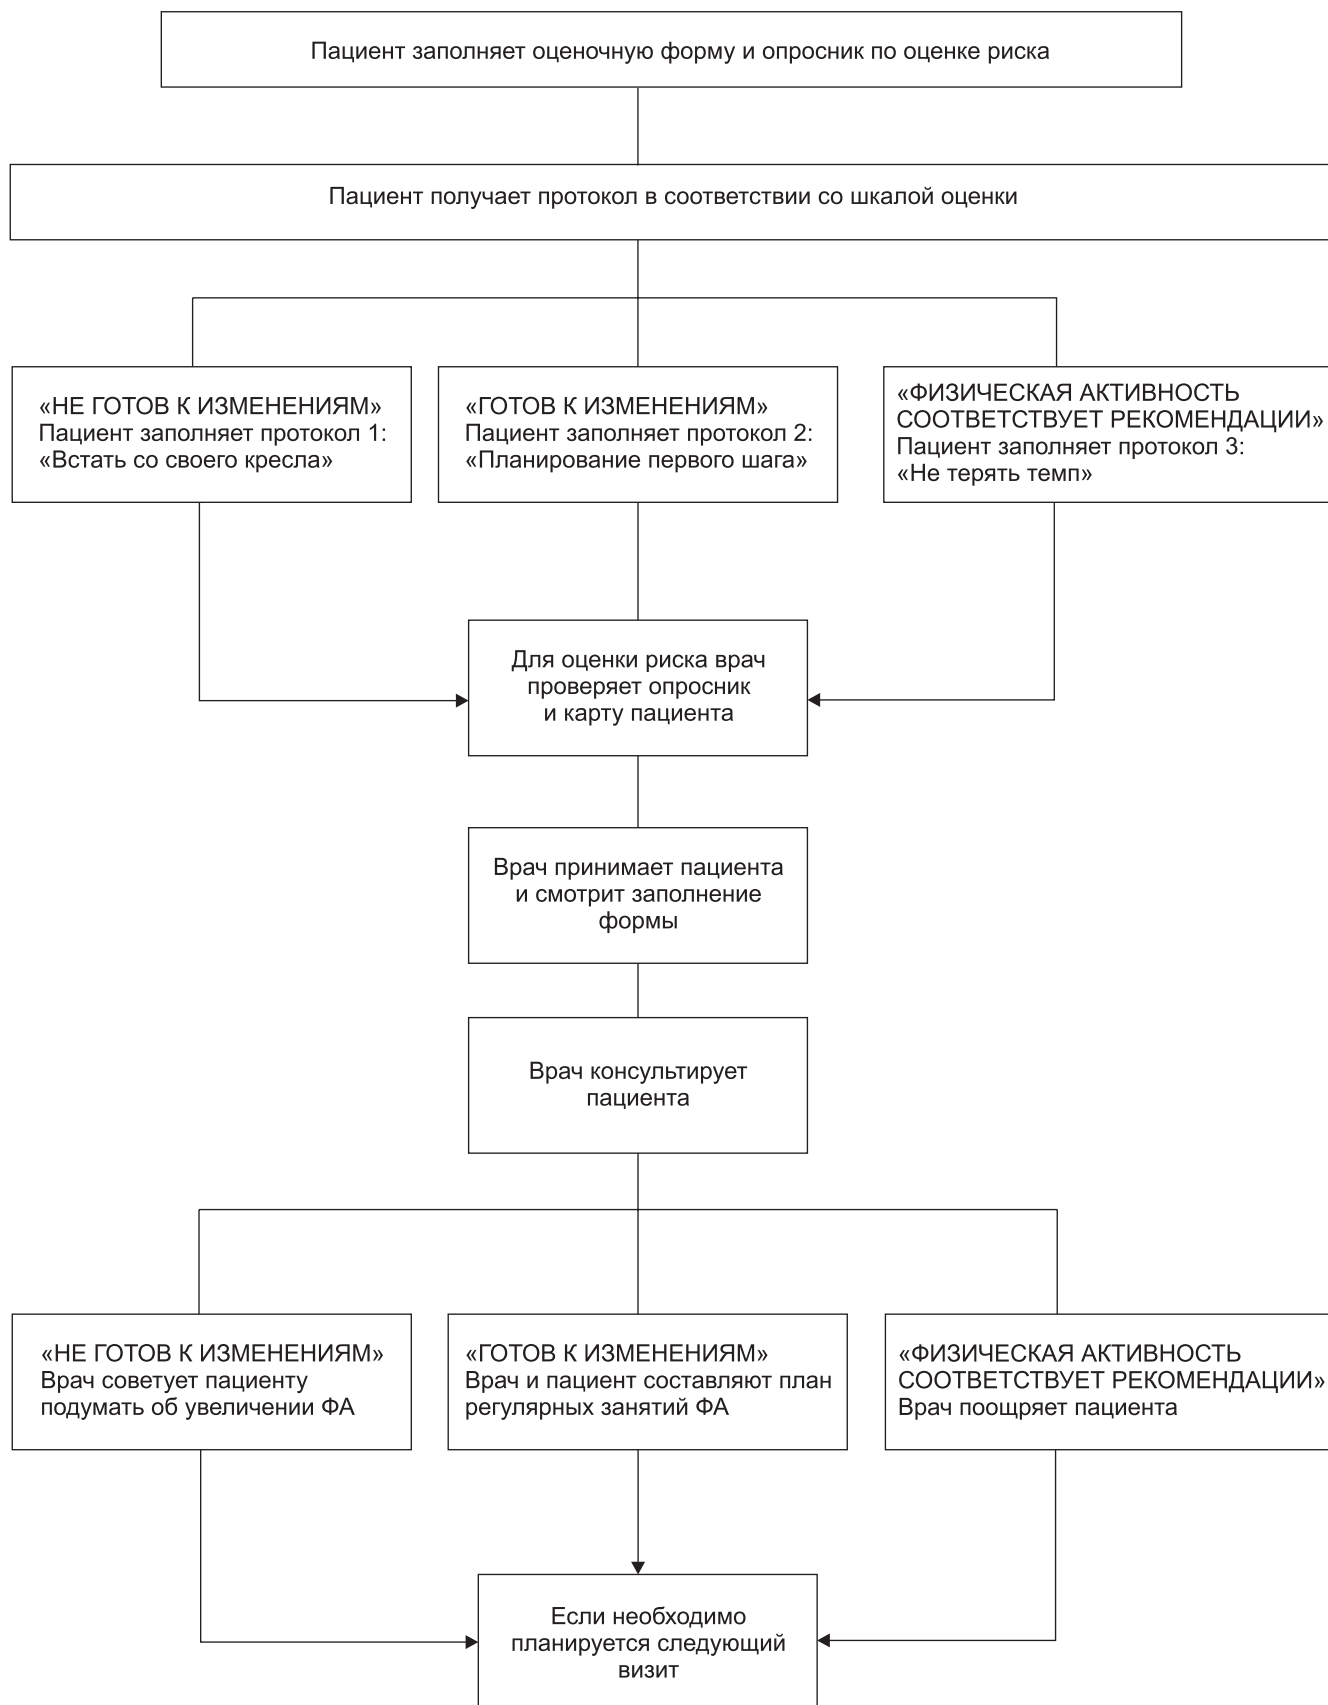 Пациент заполняет оценочную форму и опросник по оценке риска
Пациент получает протокол в соответствии со шкалой оценки
«НЕ ГОТОВ К ИЗМЕНЕНИЯМ»
Пациент заполняет протокол 1:
«Встать со своего кресла»
«ГОТОВ К ИЗМЕНЕНИЯМ»
Пациент заполняет протокол 2:
«Планирование первого шага»
«ФИЗИЧЕСКАЯ АКТИВНОСТЬ
СООТВЕТСТВУЕТ РЕКОМЕНДАЦИИ»
Пациент заполняет протокол 3:
«Не терять темп»
Для оценки риска врач
проверяет опросник
и карту пациента
Врач принимает пациента
и смотрит заполнение
формы
Врач консультирует
пациента
«НЕ ГОТОВ К ИЗМЕНЕНИЯМ»
Врач советует пациенту
подумать об увеличении ФА
«ГОТОВ К ИЗМЕНЕНИЯМ»
Врач и пациент составляют план
регулярных занятий ФА
«ФИЗИЧЕСКАЯ АКТИВНОСТЬ
СООТВЕТСТВУЕТ РЕКОМЕНДАЦИИ»
Врач поощряет пациента
Если необходимо
планируется следующий
визит